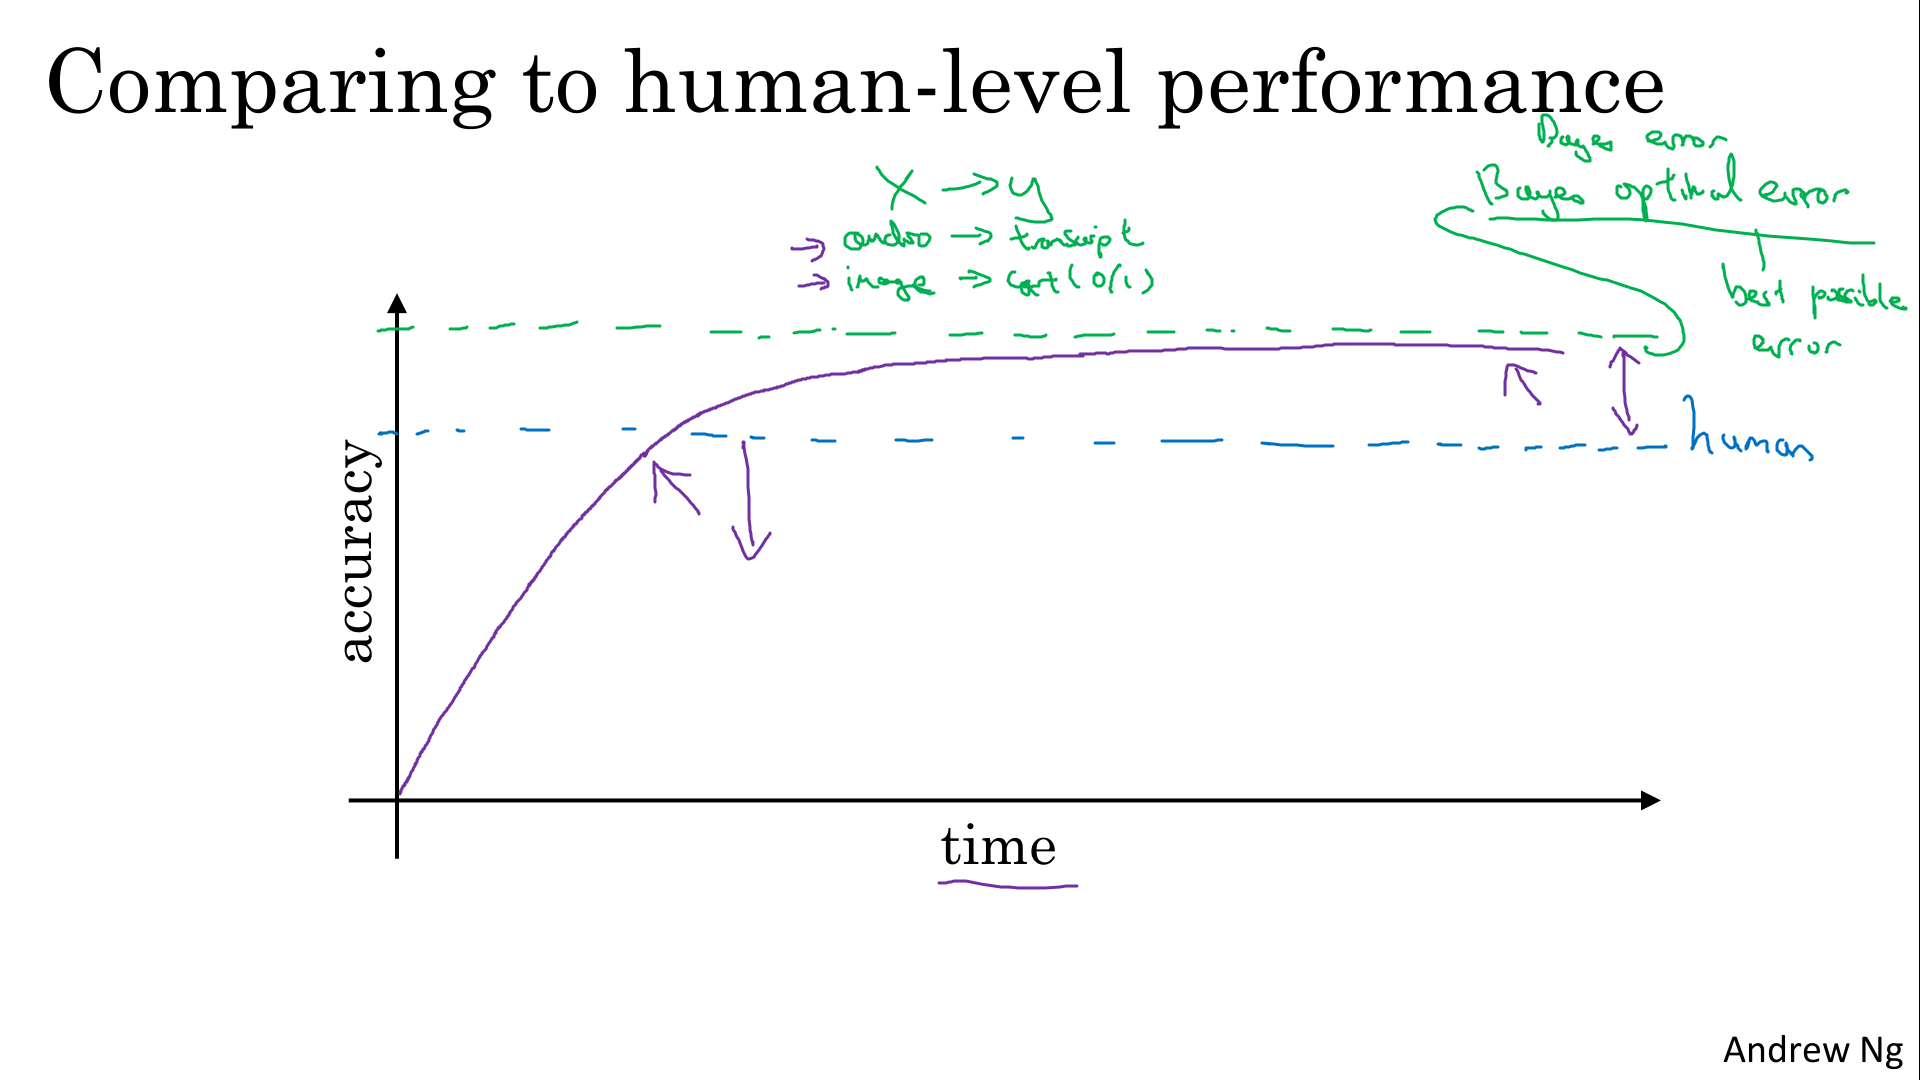 Comparing to human-level performance
Bayes error
Bayes optimal error
best possible
error
X → y
→ audio → transcript
→ image → cat (0/1)
human
accuracy
time
Andrew Ng